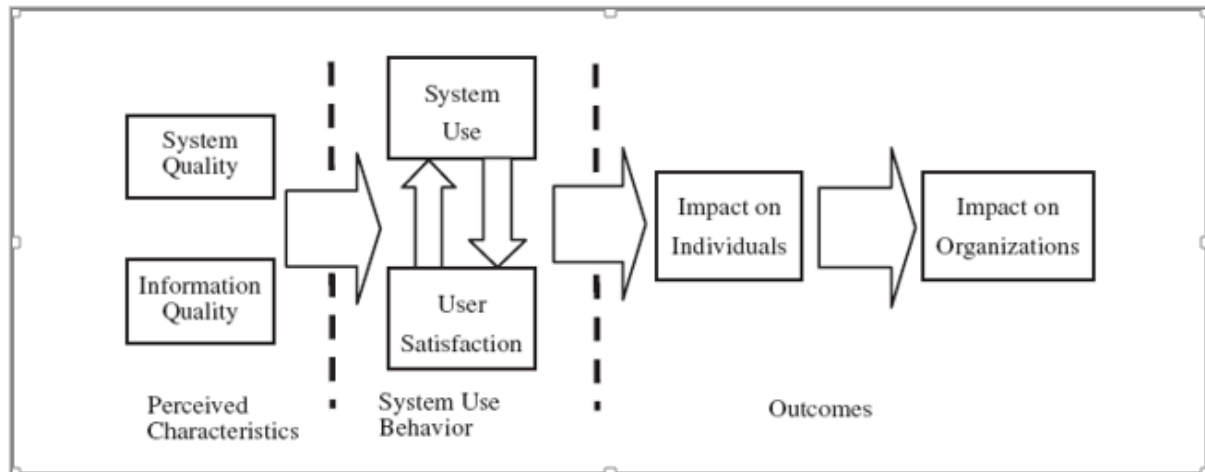 System
Quality
Information
Quality
System
Use
User
Satisfaction
Impact on
Individuals
Impact on
Organizations
Perceived
Characteristics
System Use
Behavior
Outcomes